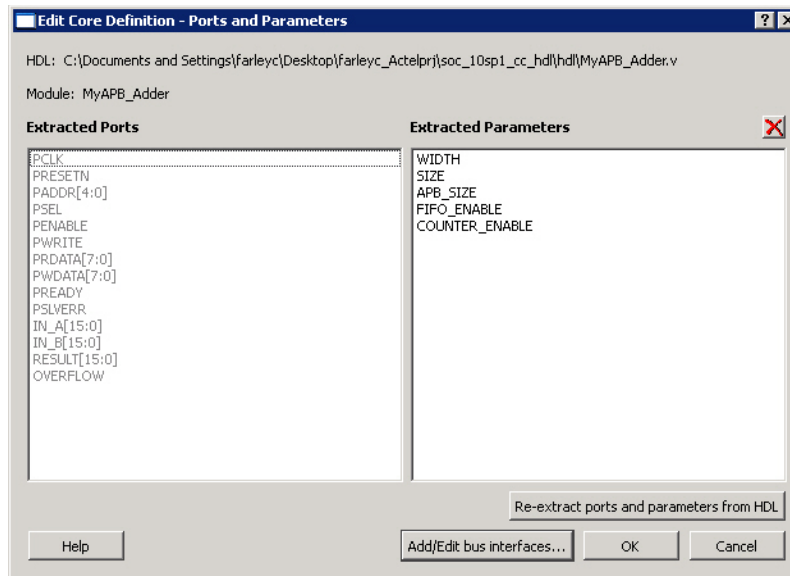 Edit Core Definition - Ports and Parameters
HDL: C:\Documents and Settings\farleyc\Desktop\farleyc_Actelprj\soc_10sp1_cc_hdl\hdl\MyAPB_Adder.v
Module: MyAPB_Adder
Extracted Ports
PCLK
PRESETN
PADDR[4:0]
PSEL
PENABLE
PWRITE
PRDATA[7:0]
PWDATA[7:0]
PREADY
PSLVERR
IN_A[15:0]
IN_B[15:0]
RESULT[15:0]
OVERFLOW
Extracted Parameters
WIDTH
SIZE
APB_SIZE
FIFO_ENABLE
COUNTER_ENABLE
Re-extract ports and parameters from HDL
Help
Add/Edit bus interfaces...
OK
Cancel